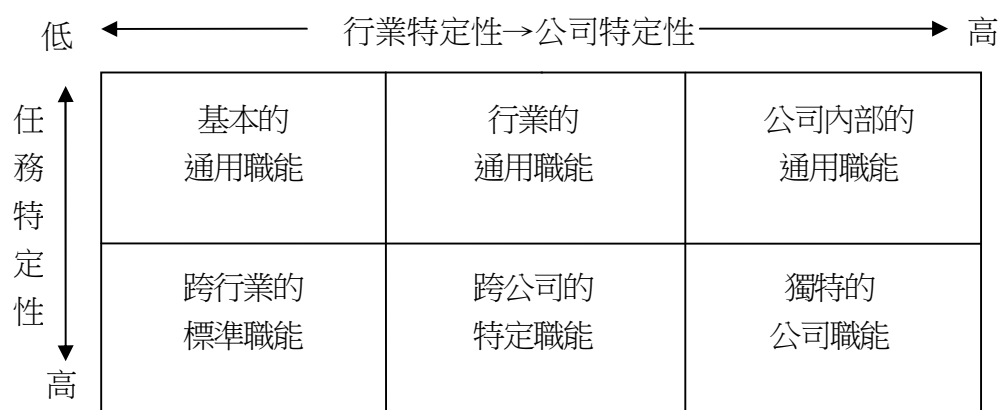 低 行業特定性→公司特定性 高
任務特定性
基本的 行業的 公司內部的
通用職能 通用職能 通用職能
跨行業的 跨公司的 獨特的
標準職能 特定職能 公司職能
高